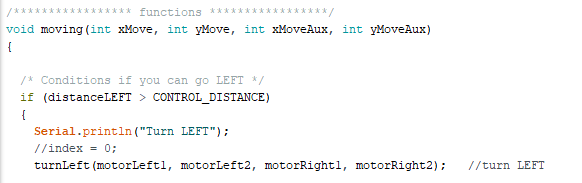 /***************** functions *****************/
void moving(int xMove, int yMove, int xMoveAux, int yMoveAux)
{
/* Conditions if you can go LEFT */
if (distanceLEFT > CONTROL_DISTANCE)
{
Serial.println("Turn LEFT");
//index = 0;
turnLeft(motorLeft1, motorLeft2, motorRight1, motorRight2); //turn LEFT